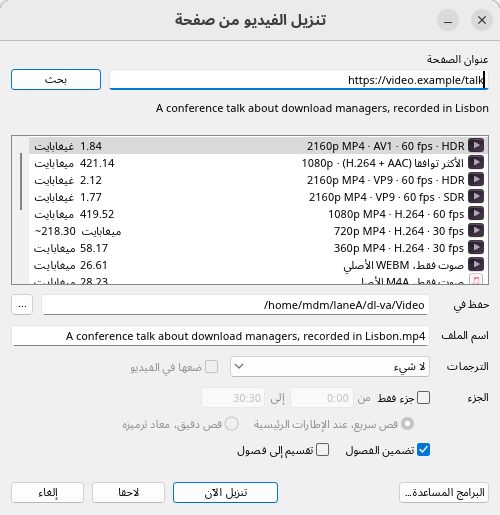 تنزيل الفيديو من صفحة
عنوان الصفحة
https://video.example/talk
بحث
A conference talk about download managers, recorded in Lisbon
2160p MP4 · AV1 · 60 fps · HDR 1.84 غيغابايت
الأكثر توافقا (H.264 + AAC) · 1080p 421.14 ميغابايت
2160p MP4 · VP9 · 60 fps · HDR 2.12 غيغابايت
2160p MP4 · VP9 · 60 fps · SDR 1.77 غيغابايت
1080p MP4 · H.264 · 60 fps 419.52 ميغابايت
720p MP4 · H.264 · 30 fps ~218.30 ميغابايت
360p MP4 · H.264 · 30 fps 58.17 ميغابايت
صوت فقط، WEBM الأصلي 26.61 ميغابايت
صوت فقط، M4A الأصلي 28.23 ميغابايت
حفظ في /home/mdm/laneA/dl-va/Video ...
اسم الملف A conference talk about download managers, recorded in Lisbon.mp4
الترجمات لا شيء ضعها في الفيديو
الجزء جزء فقط من 0:00 إلى 30:30
قص سريع، عند الإطارات الرئيسية قص دقيق، معاد ترميزه
تضمين الفصول تقسيم إلى فصول
البرامج المساعدة... تنزيل الآن لاحقا إلغاء